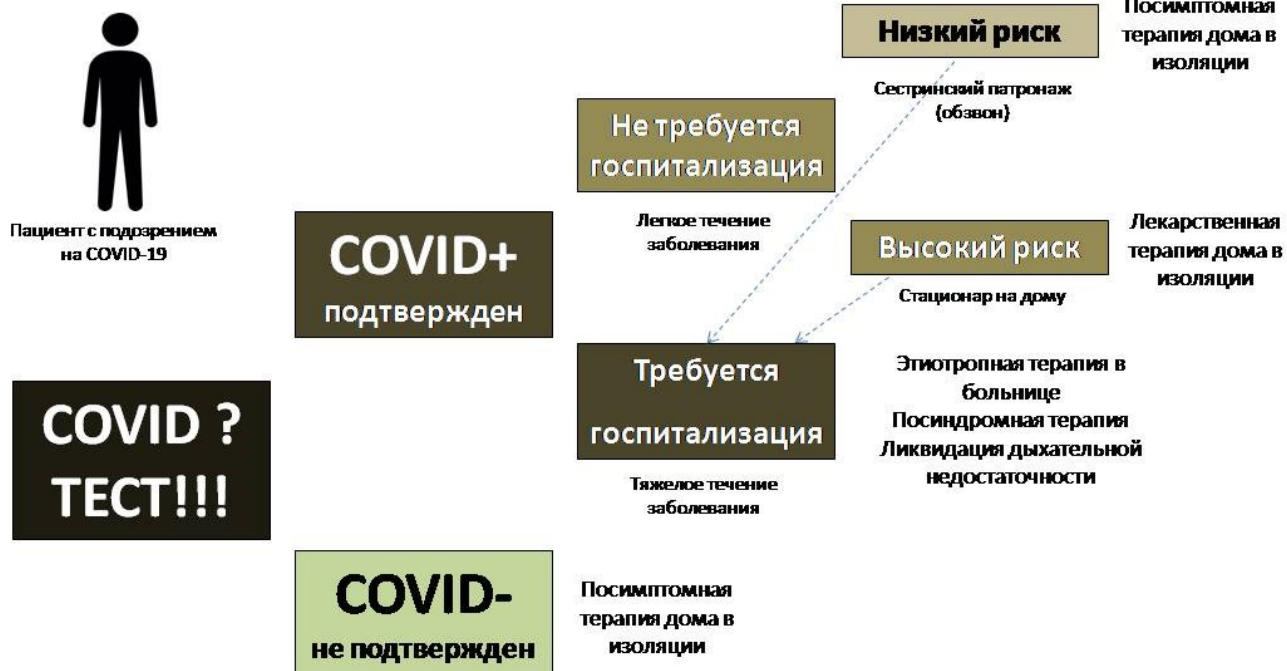 Пациент с подозрением
на COVID-19
COVID ?
ТЕСТ!!!
COVID+
подтвержден
COVID-
не подтвержден
Посимптомная
терапия дома в
изоляции
Не требуется
госпитализация
Легкое течение
заболевания
Требуется
госпитализация
Тяжелое течение
заболевания
Низкий риск
Сестринский патронаж
(обзвон)
Посимптомная
терапия дома в
изоляции
Высокий риск
Стационар на дому
Лекарственная
терапия дома в
изоляции
Этиотропная терапия в
больнице
Посиндромная терапия
Ликвидация дыхательной
недостаточности